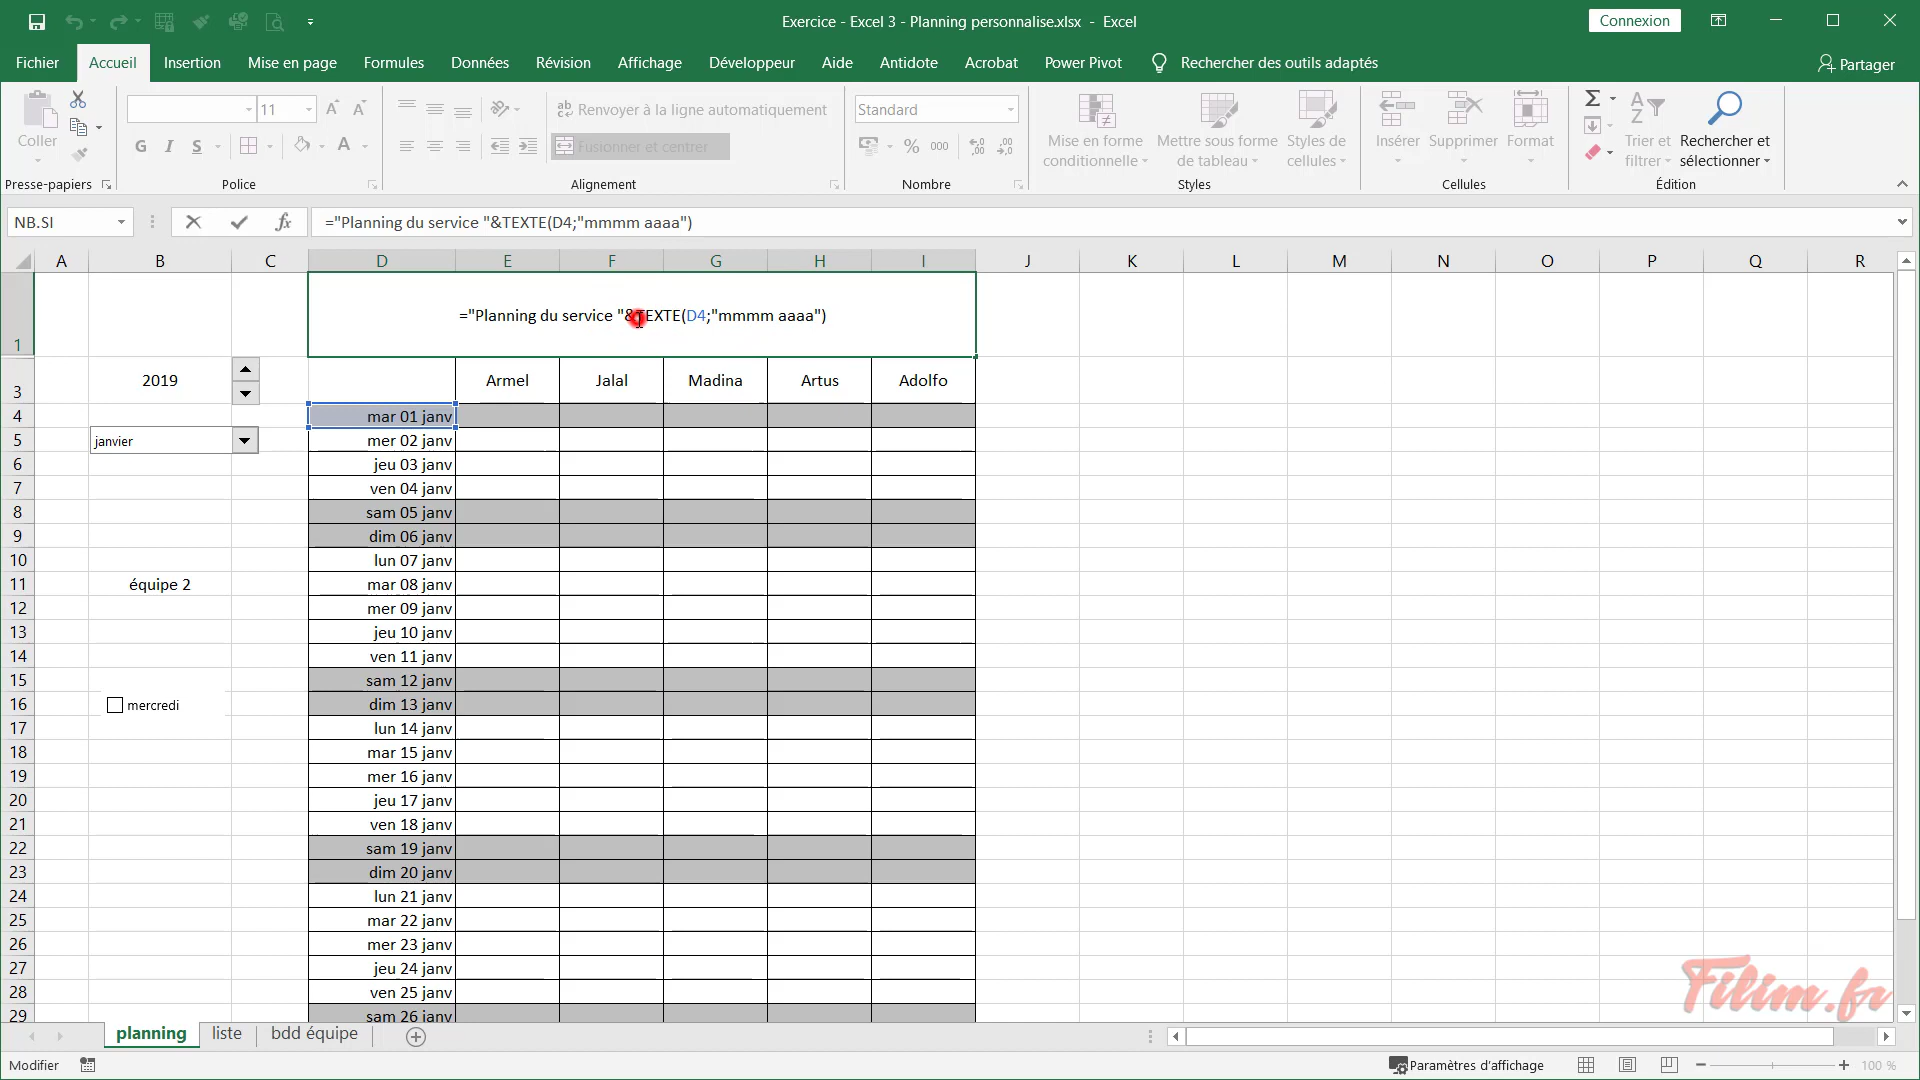 Exercice - Excel 3 - Planning personnalise.xlsx - Excel
Connexion
Fichier Accueil Insertion Mise en page Formules Données Révision Affichage Développeur Aide Antidote Acrobat Power Pivot Rechercher des outils adaptés Partager
Coller
11
Renvoyer à la ligne automatiquement
Fusionner et centrer
Standard
Mise en forme conditionnelle
Mettre sous forme de tableau
Styles de cellules
Insérer Supprimer Format
Trier et filtrer
Rechercher et sélectionner
Presse-papiers Police Alignement Nombre Styles Cellules Édition
NB.SI
="Planning du service "&TEXTE(D4;"mmmm aaaa")
A B C D E F G H I J K L M N O P Q R
1 ="Planning du service "&TEXTE(D4;"mmmm aaaa")
3 2019 Armel Jalal Madina Artus Adolfo
4 mar 01 janv
5 janvier mer 02 janv
6 jeu 03 janv
7 ven 04 janv
8 sam 05 janv
9 dim 06 janv
10 lun 07 janv
11 équipe 2 mar 08 janv
12 mer 09 janv
13 jeu 10 janv
14 ven 11 janv
15 sam 12 janv
16 mercredi dim 13 janv
17 lun 14 janv
18 mar 15 janv
19 mer 16 janv
20 jeu 17 janv
21 ven 18 janv
22 sam 19 janv
23 dim 20 janv
24 lun 21 janv
25 mar 22 janv
26 mer 23 janv
27 jeu 24 janv
28 ven 25 janv
29 sam 26 janv
Filim.fr
planning liste bdd équipe
Modifier Paramètres d'affichage 100 %